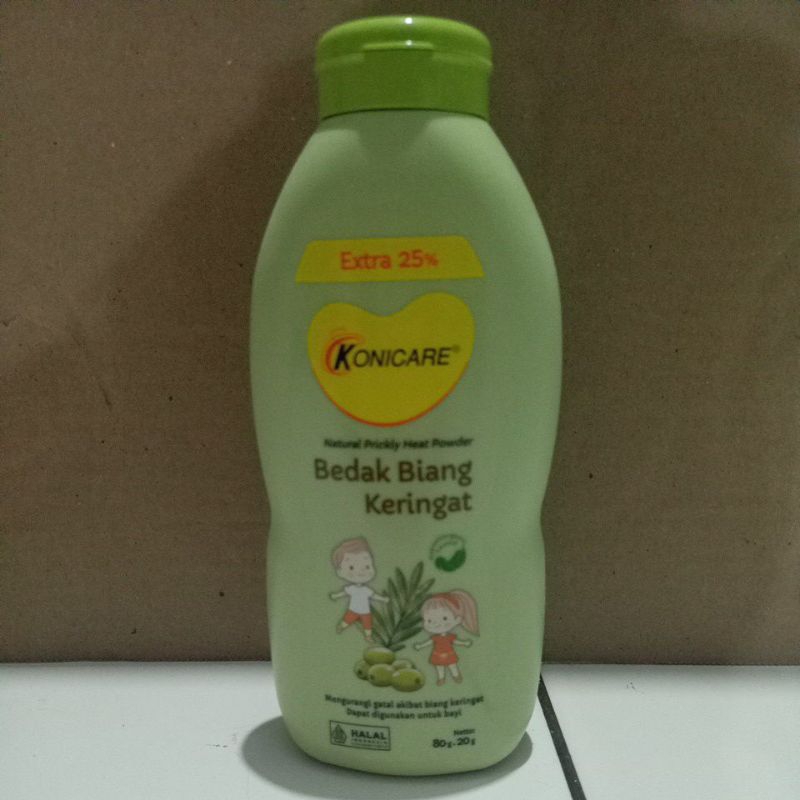 Extra 25%
KONICARE®
Natural Prickly Heat Powder
Bedak Biang
Keringat
Mengurangi gatal akibat biang keringat
Dapat digunakan untuk bayi
HALAL
INDONESIA
Netto:
80g+20g